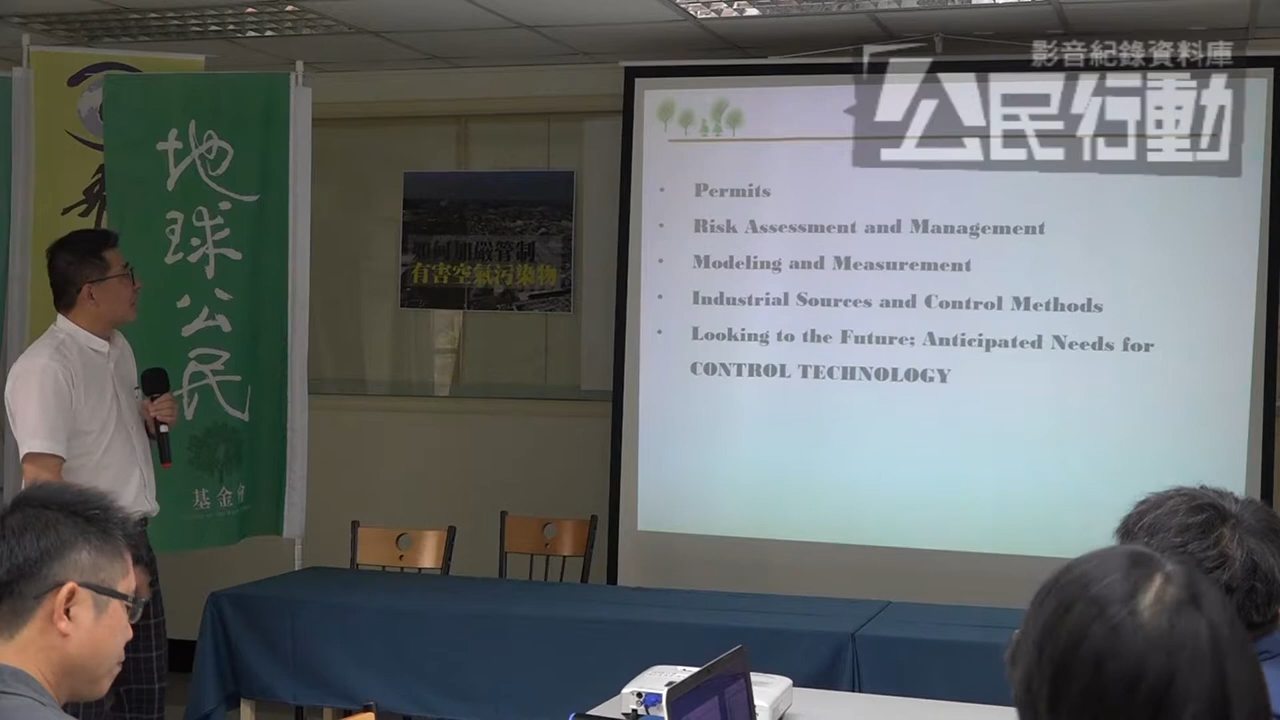 影音紀錄資料庫
公民行動
地球公民
基金會
如何加嚴管制
有害空氣污染物
• Permits
• Risk Assessment and Management
• Modeling and Measurement
• Industrial Sources and Control Methods
• Looking to the Future; Anticipated Needs for
CONTROL TECHNOLOGY